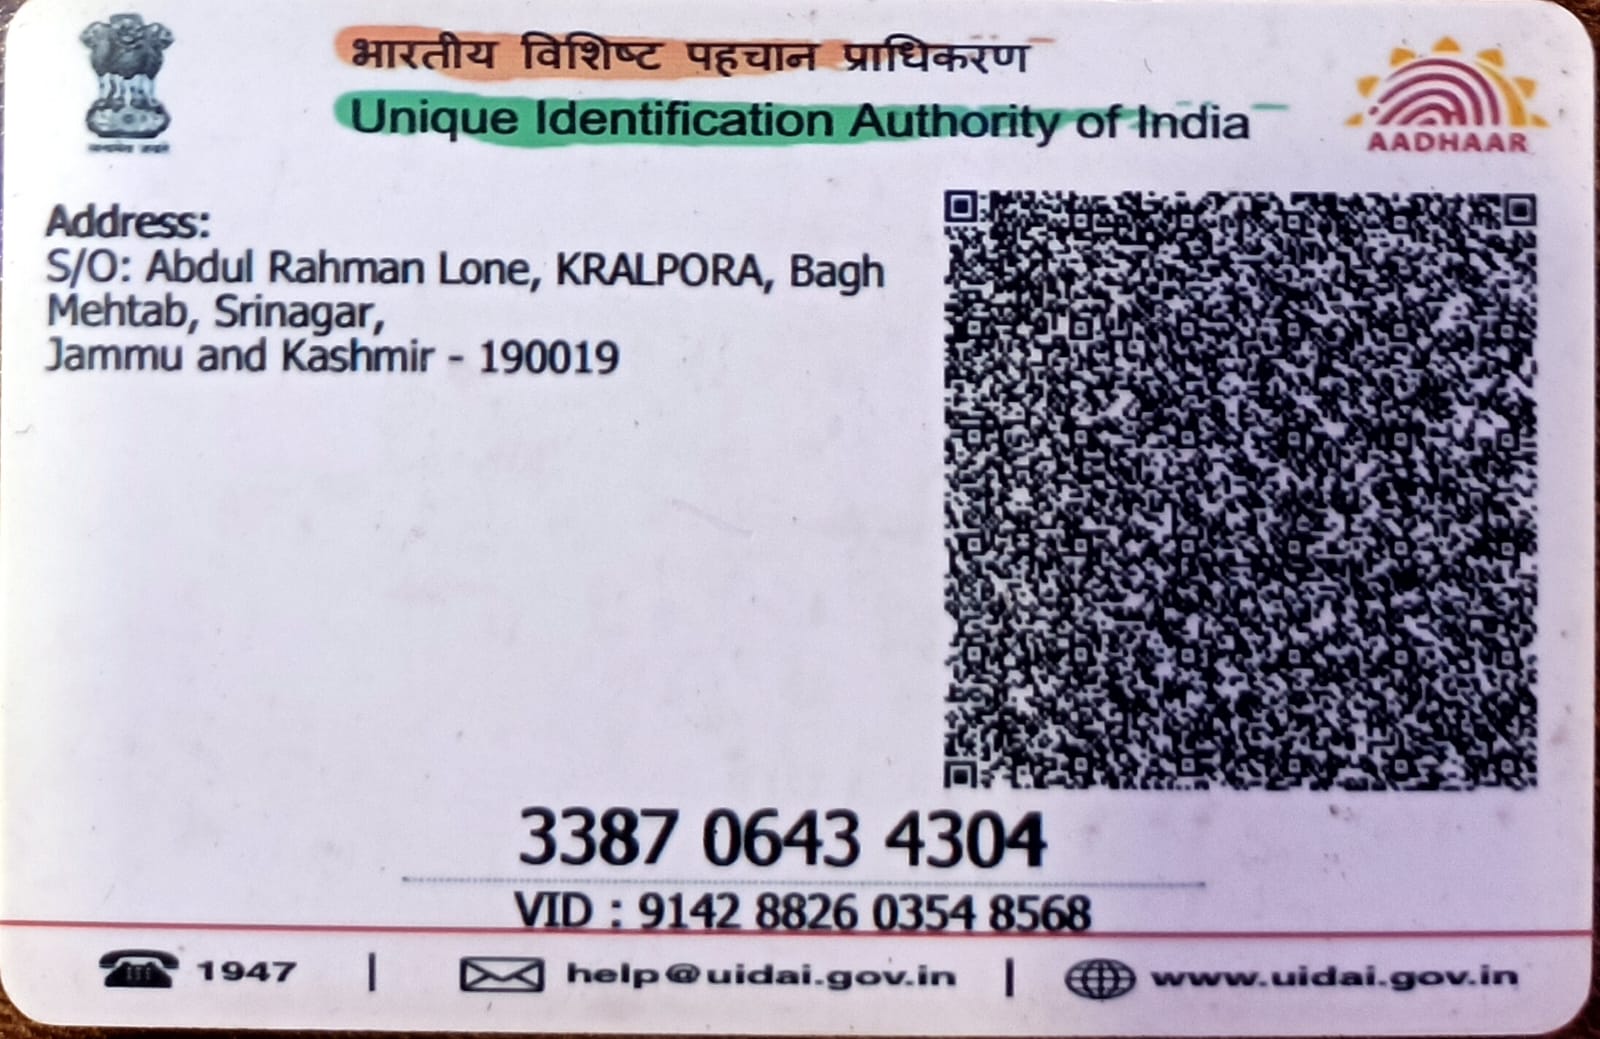 भारतीय विशिष्ट पहचान प्राधिकरण
Unique Identification Authority of India
AADHAAR
Address:
S/O: Abdul Rahman Lone, KRALPORA, Bagh
Mehtab, Srinagar,
Jammu and Kashmir - 190019
3387 0643 4304
VID : 9142 8826 0354 8568
1947 | help@uidai.gov.in | www.uidai.gov.in